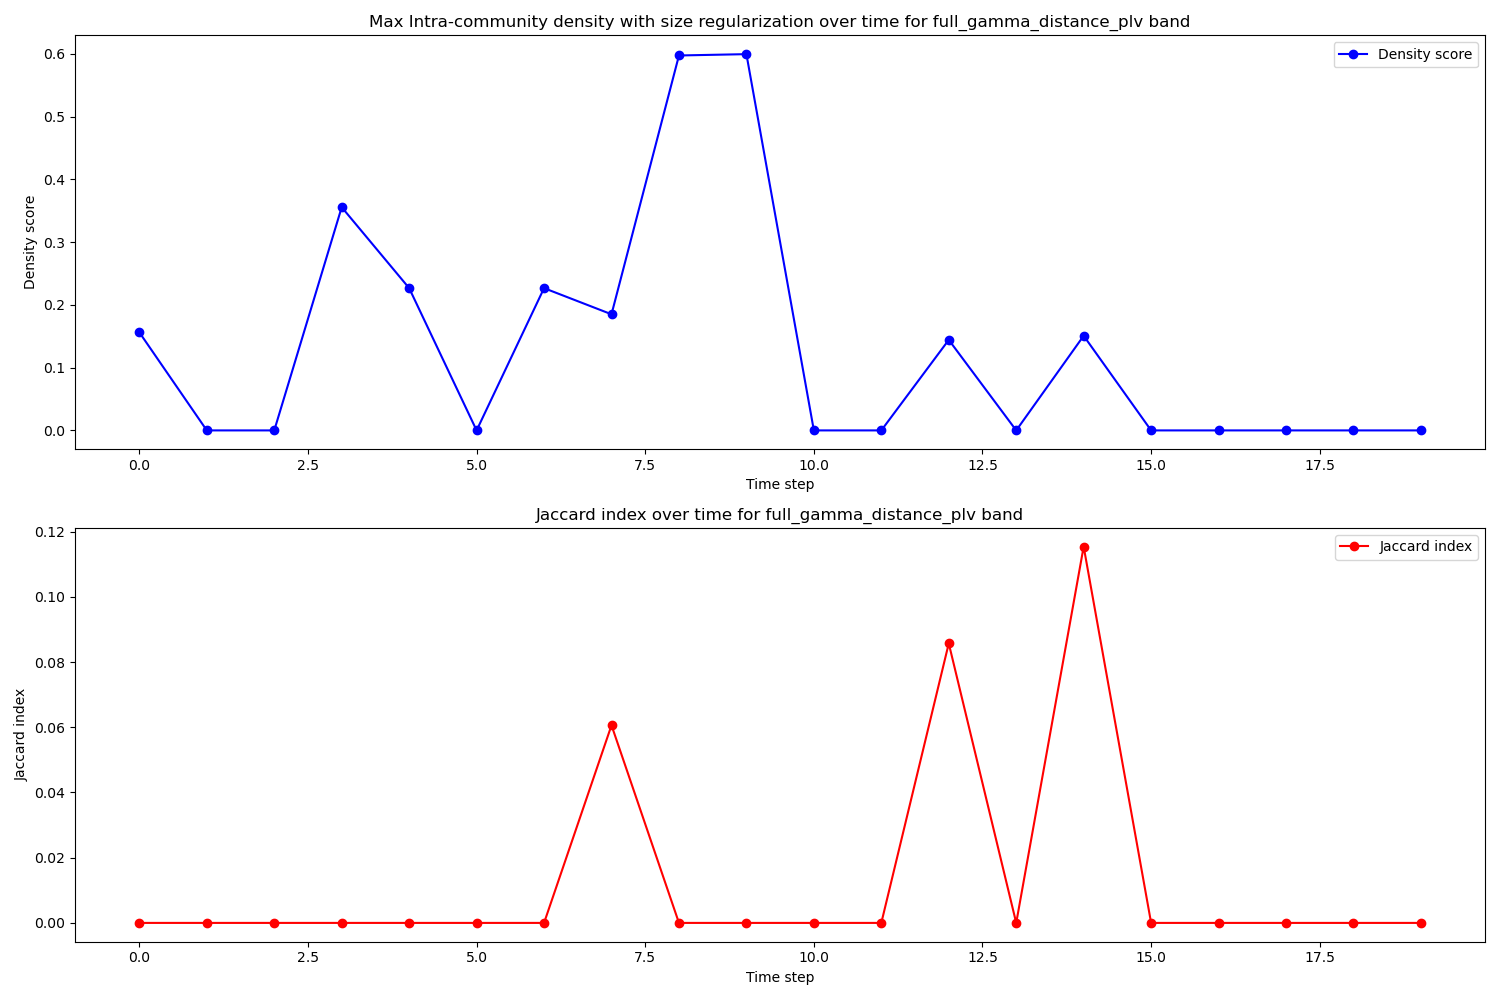 Max Intra-community density with size regularization over time for full_gamma_distance_plv band
Density score
0.6
0.5
0.4
0.3
0.2
0.1
0.0
Density score
0.0 2.5 5.0 7.5 10.0 12.5 15.0 17.5
Time step
Jaccard index over time for full_gamma_distance_plv band
Jaccard index
0.12
0.10
0.08
0.06
0.04
0.02
0.00
Jaccard index
0.0 2.5 5.0 7.5 10.0 12.5 15.0 17.5
Time step